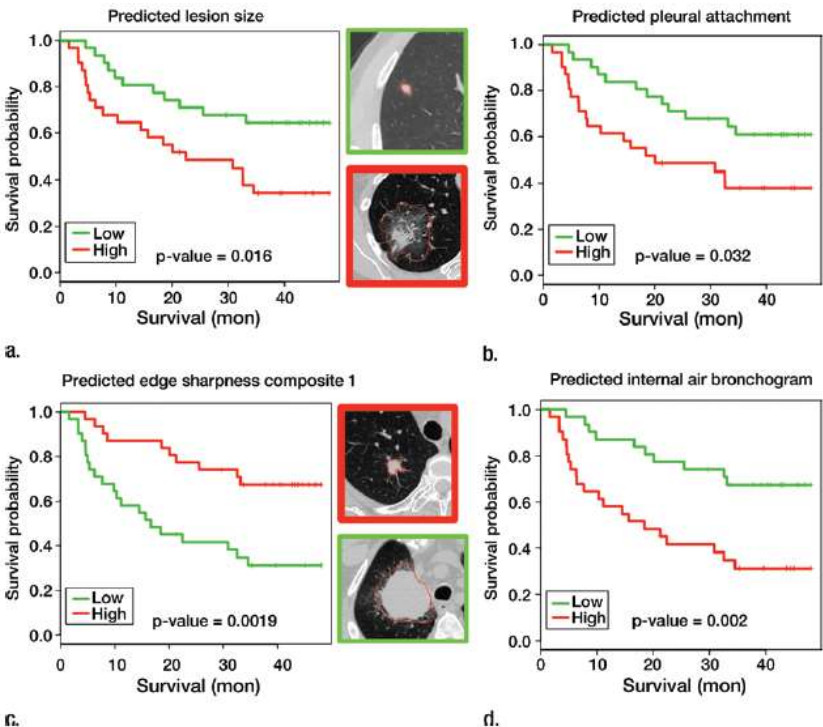 Predicted lesion size
Survival probability
1.0
0.8
0.6
0.4
0.2
0.0
Low
High
p-value = 0.016
0 10 20 30 40
Survival (mon)
a.
Predicted pleural attachment
Survival probability
1.0
0.8
0.6
0.4
0.2
0.0
Low
High
p-value = 0.032
0 10 20 30 40
Survival (mon)
b.
Predicted edge sharpness composite 1
Survival probability
1.0
0.8
0.6
0.4
0.2
0.0
Low
High
p-value = 0.0019
0 10 20 30 40
Survival (mon)
c.
Predicted internal air bronchogram
Survival probability
1.0
0.8
0.6
0.4
0.2
0.0
Low
High
p-value = 0.002
0 10 20 30 40
Survival (mon)
d.